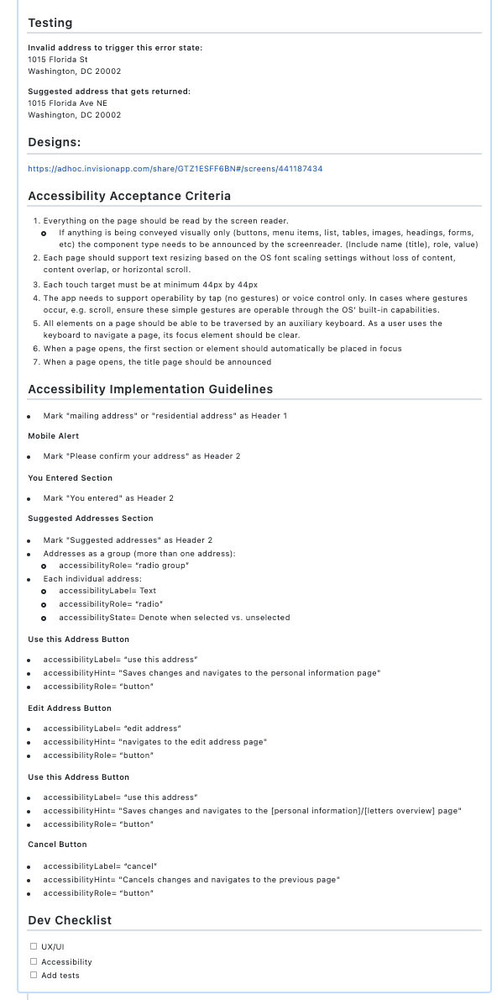 Testing
Invalid address to trigger this error state:
1015 Florida St
Washington, DC 20002
Suggested address that gets returned:
1015 Florida Ave NE
Washington, DC 20002
Designs:
https://adhoc.invisionapp.com/share/GTZ1ESFF6BN#/screens/441187434
Accessibility Acceptance Criteria
1. Everything on the page should be read by the screen reader.
If anything is being conveyed visually only (buttons, menu items, list, tables, images, headings, forms,
etc) the component type needs to be announced by the screenreader. (Include name (title), role, value)
2. Each page should support text resizing based on the OS font scaling settings without loss of content,
content overlap, or horizontal scroll.
3. Each touch target must be at minimum 44px by 44px
4. The app needs to support operability by tap (no gestures) or voice control only. In cases where gestures
occur, e.g. scroll, ensure these simple gestures are operable through the OS’ built-in capabilities.
5. All elements on a page should be able to be traversed by an auxiliary keyboard. As a user uses the
keyboard to navigate a page, its focus element should be clear.
6. When a page opens, the first section or element should automatically be placed in focus
7. When a page opens, the title page should be announced
Accessibility Implementation Guidelines
Mark "mailing address" or "residential address" as Header 1
Mobile Alert
Mark "Please confirm your address" as Header 2
You Entered Section
Mark "You entered" as Header 2
Suggested Addresses Section
Mark "Suggested addresses" as Header 2
Addresses as a group (more than one address):
accessibilityRole= “radio group”
Each individual address:
accessibilityLabel= Text
accessibilityRole= “radio”
accessibilityState= Denote when selected vs. unselected
Use this Address Button
accessibilityLabel= “use this address”
accessibilityHint= "Saves changes and navigates to the personal information page"
accessibilityRole= “button”
Edit Address Button
accessibilityLabel= “edit address”
accessibilityHint= "navigates to the edit address page"
accessibilityRole= “button”
Use this Address Button
accessibilityLabel= “use this address”
accessibilityHint= "Saves changes and navigates to the [personal information]/[letters overview] page"
accessibilityRole= “button”
Cancel Button
accessibilityLabel= “cancel”
accessibilityHint= "Cancels changes and navigates to the previous page"
accessibilityRole= “button”
Dev Checklist
UX/UI
Accessibility
Add tests